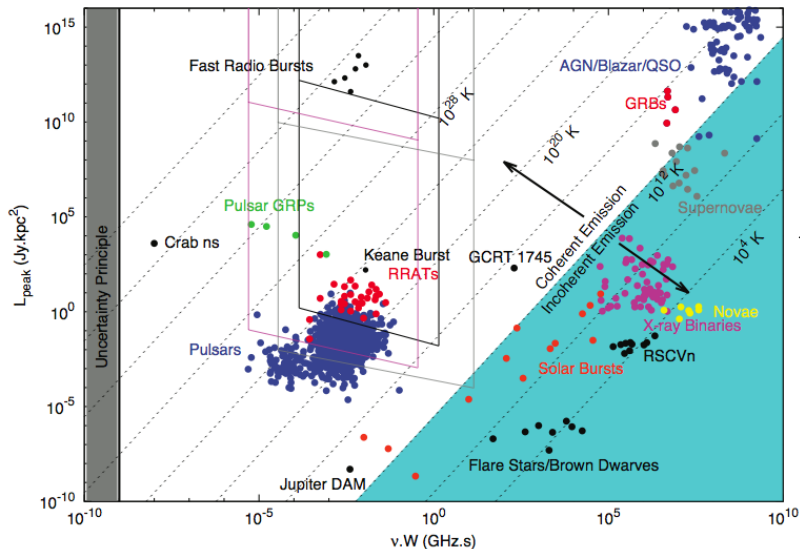 10^15
10^10
10^5
10^0
10^-5
10^-10
L_peak (Jy.kpc²)
10^-10
10^-5
10^0
10^5
10^10
ν.W (GHz.s)
Uncertainty Principle
Fast Radio Bursts
AGN/Blazar/QSO
GRBs
10^28 K
10^20 K
10^12 K
10^4 K
Coherent Emission
Incoherent Emission
Supernovae
Pulsar GRPs
Crab ns
Keane Burst
GCRT 1745
RRATs
Novae
X-ray Binaries
Pulsars
RSCVn
Solar Bursts
Flare Stars/Brown Dwarves
Jupiter DAM